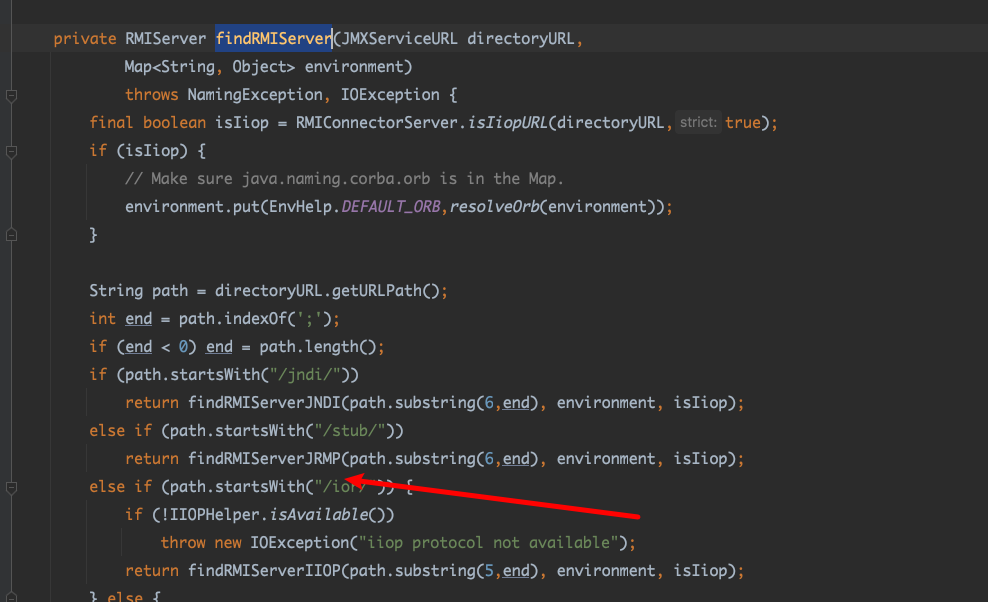 private RMIServer findRMIServer(JMXServiceURL directoryURL,
Map<String, Object> environment)
throws NamingException, IOException {
final boolean isIiop = RMIConnectorServer.isIiopURL(directoryURL, strict: true);
if (isIiop) {
// Make sure java.naming.corba.orb is in the Map.
environment.put(EnvHelp.DEFAULT_ORB,resolveOrb(environment));
}
String path = directoryURL.getURLPath();
int end = path.indexOf(';');
if (end < 0) end = path.length();
if (path.startsWith("/jndi/"))
return findRMIServerJNDI(path.substring(6,end), environment, isIiop);
else if (path.startsWith("/stub/"))
return findRMIServerJRMP(path.substring(6,end), environment, isIiop);
else if (path.startsWith("/ior/")) {
if (!IIOPHelper.isAvailable())
throw new IOException("iiop protocol not available");
return findRMIServerIIOP(path.substring(5,end), environment, isIiop);
} else {